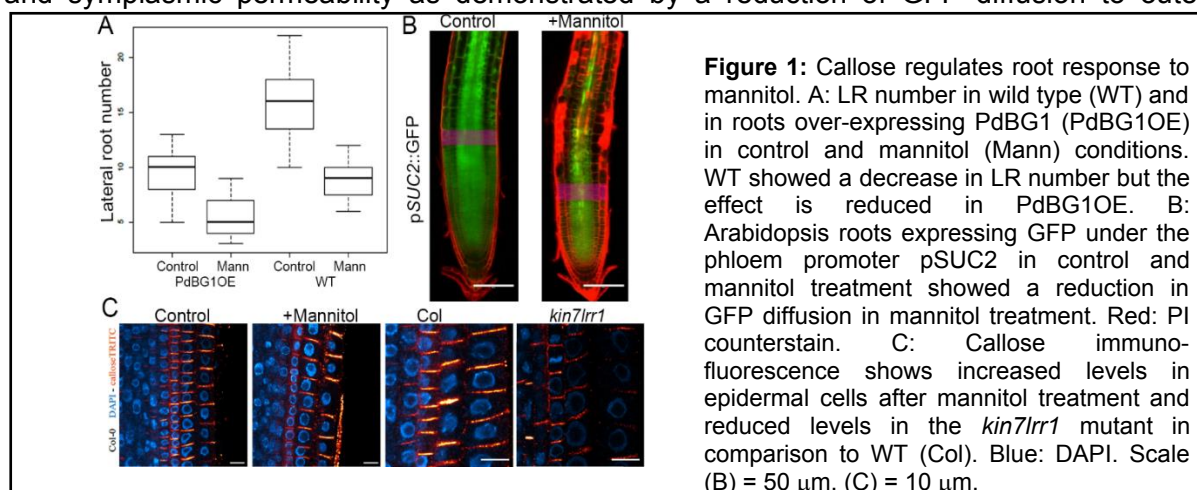 and symplasmic permeability as demonstrated by a reduction of GFP diffusion to oute
A
Lateral root number
20
15
10
5
Control Mann Control Mann
PdBG1OE WT
B
Control +Mannitol
pSUC2::GFP
C
Control +Mannitol Col kin7lrr1
Col-0 DAPI - calloseTRITC
Figure 1: Callose regulates root response to
mannitol. A: LR number in wild type (WT) and
in roots over-expressing PdBG1 (PdBG1OE)
in control and mannitol (Mann) conditions.
WT showed a decrease in LR number but the
effect is reduced in PdBG1OE. B:
Arabidopsis roots expressing GFP under the
phloem promoter pSUC2 in control and
mannitol treatment showed a reduction in
GFP diffusion in mannitol treatment. Red: PI
counterstain. C: Callose immuno-
fluorescence shows increased levels in
epidermal cells after mannitol treatment and
reduced levels in the kin7lrr1 mutant in
comparison to WT (Col). Blue: DAPI. Scale
(B) = 50 μm, (C) = 10 μm.